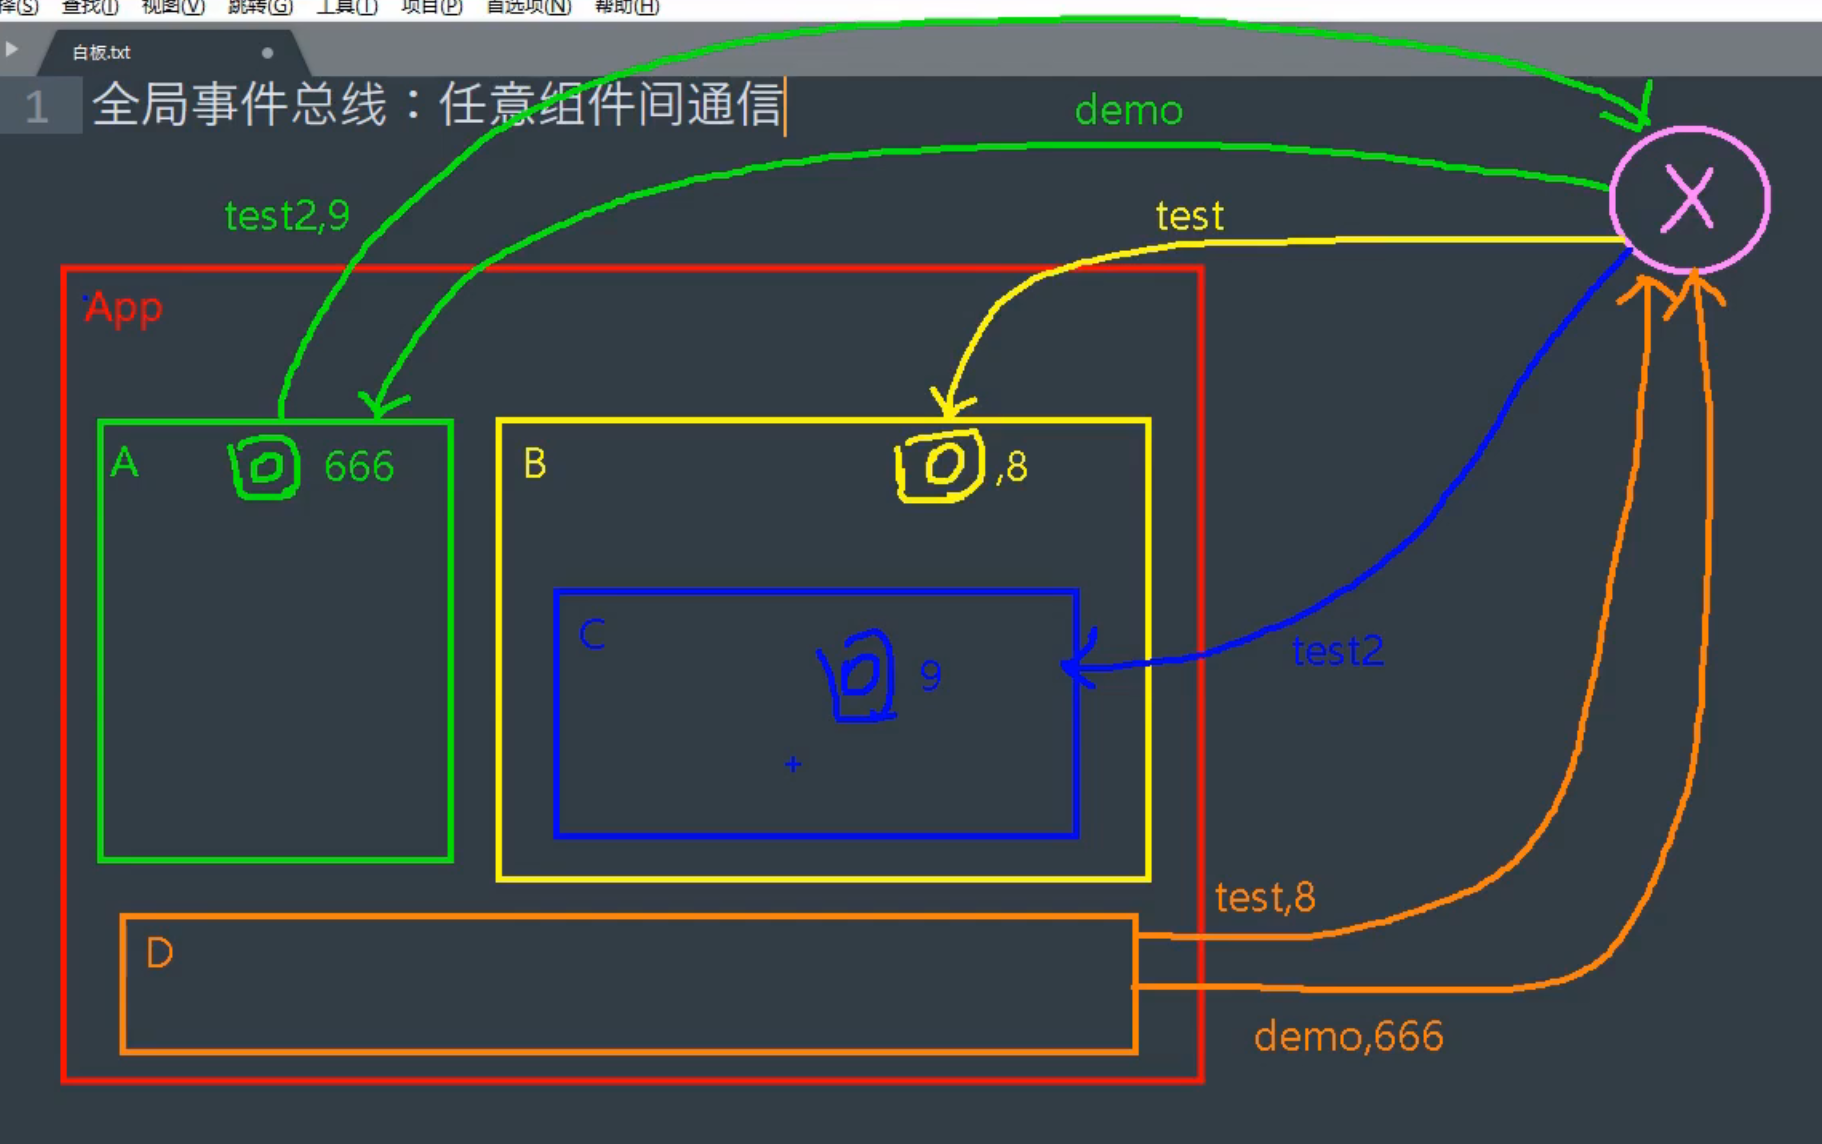 择(S) 查找(I) 视图(V) 跳转(G) 工具(T) 项目(P) 首选项(N) 帮助(H)
白板.txt
1 全局事件总线：任意组件间通信
demo
test2,9
test
X
App
A 666
B ,8
C 9
test2
test,8
D
demo,666